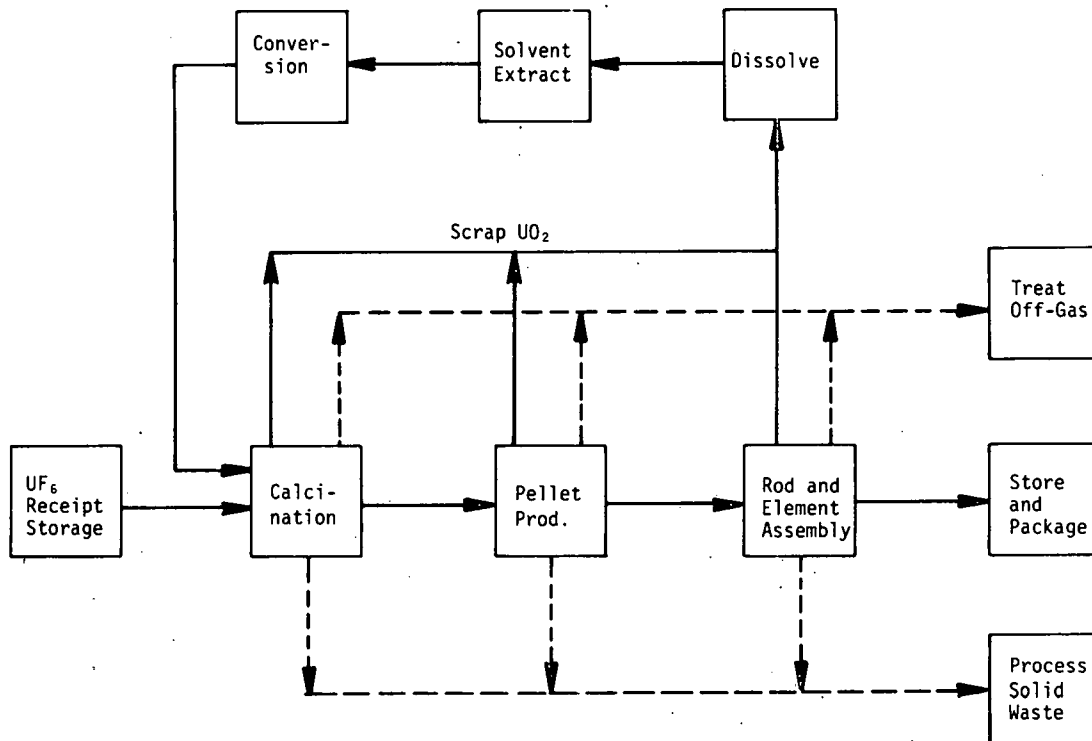 Conver-
sion
Solvent
Extract
Dissolve
Scrap UO₂
Treat
Off-Gas
UF₆
Receipt
Storage
Calci-
nation
Pellet
Prod.
Rod and
Element
Assembly
Store
and
Package
Process
Solid
Waste